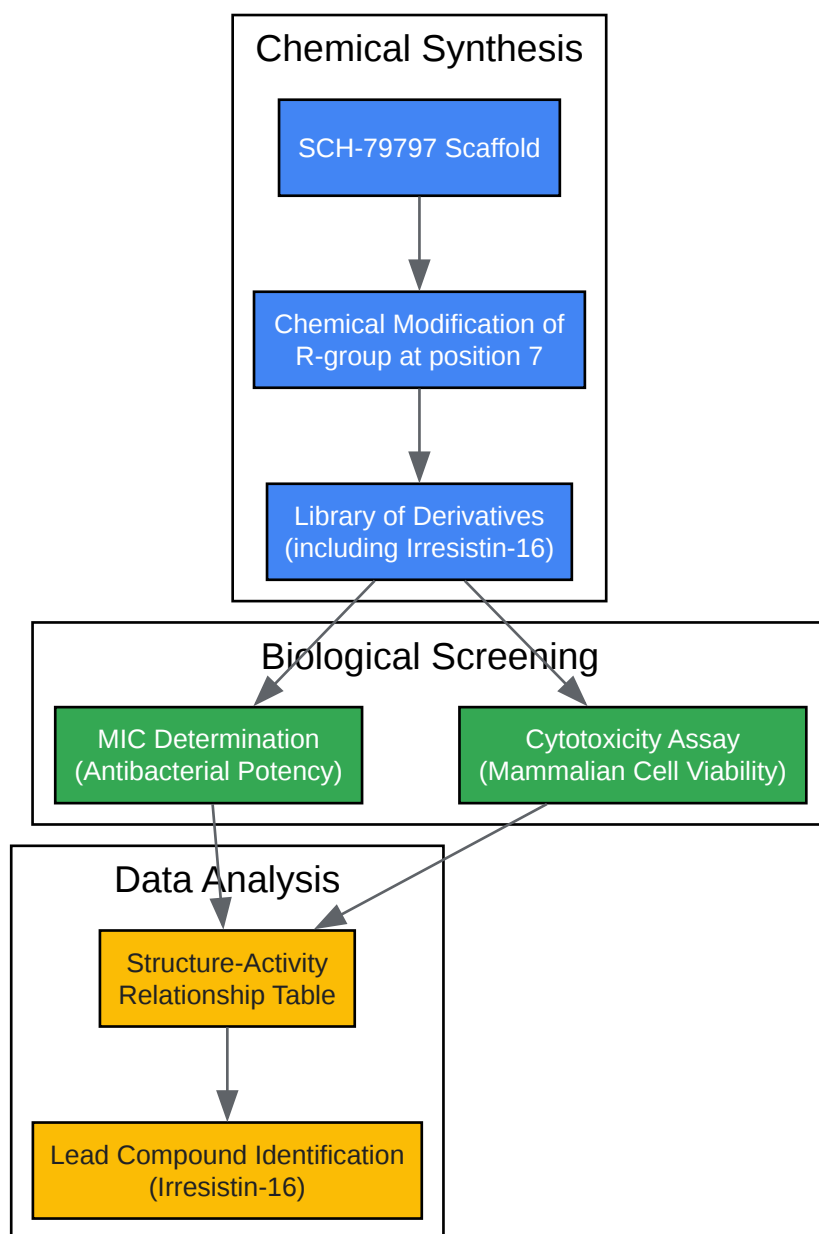 Chemical Synthesis
SCH-79797 Scaffold
Chemical Modification of
R-group at position 7
Library of Derivatives
(including Irresistin-16)
Biological Screening
MIC Determination
(Antibacterial Potency)
Cytotoxicity Assay
(Mammalian Cell Viability)
Data Analysis
Structure-Activity
Relationship Table
Lead Compound Identification
(Irresistin-16)